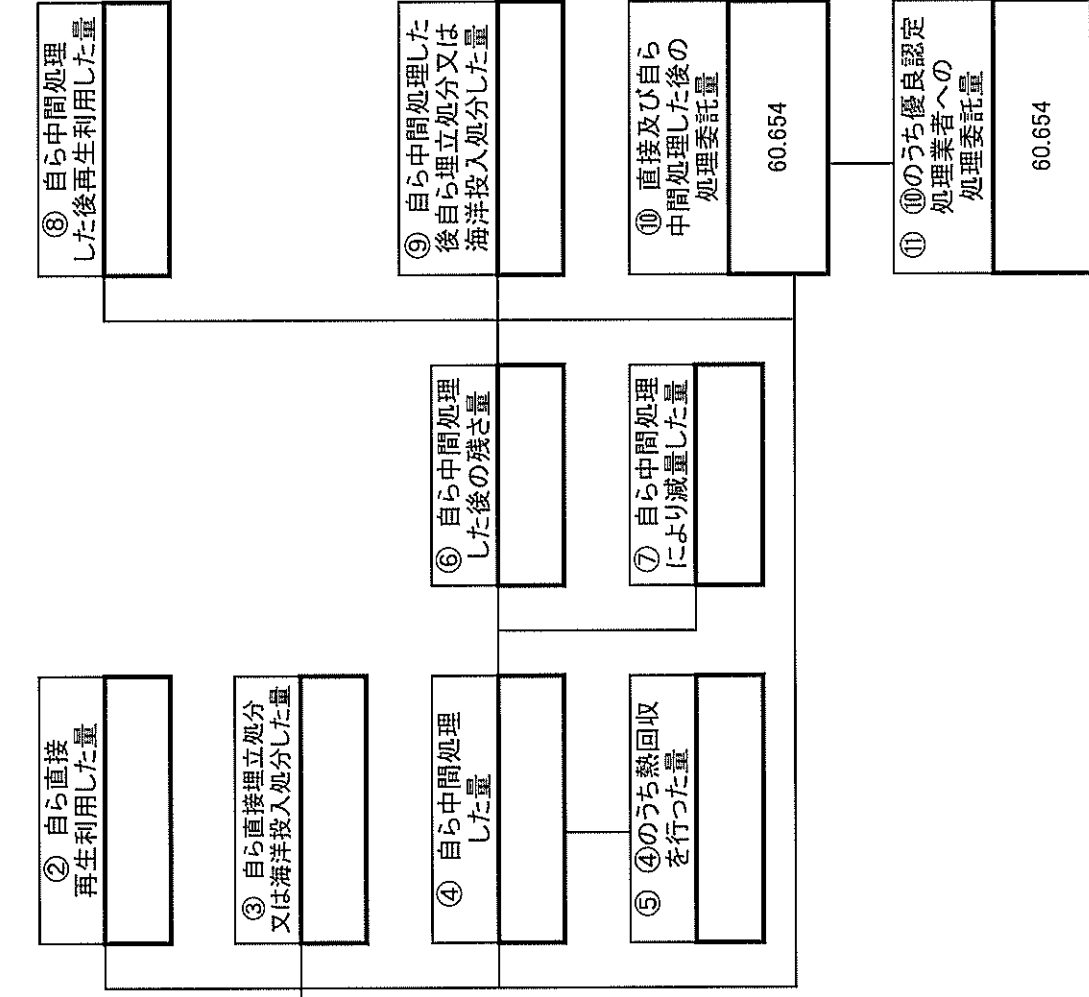 ② 自ら直接
再生利用した量
③ 自ら直接埋立処分
又は海洋投入処分した量
④ 自ら中間処理
した量
⑤ ④のうち熱回収
を行った量
⑥ 自ら中間処理
した後の残さ量
⑦ 自ら中間処理
により減量した量
⑧ 自ら中間処理
した後再生利用した量
⑨ 自ら中間処理した
後自ら埋立処分又は
海洋投入処分した量
⑩ 直接及び自ら
中間処理した後の
処理委託量
60.654
⑪ ⑩のうち優良認定
処理業者への
処理委託量
60.654